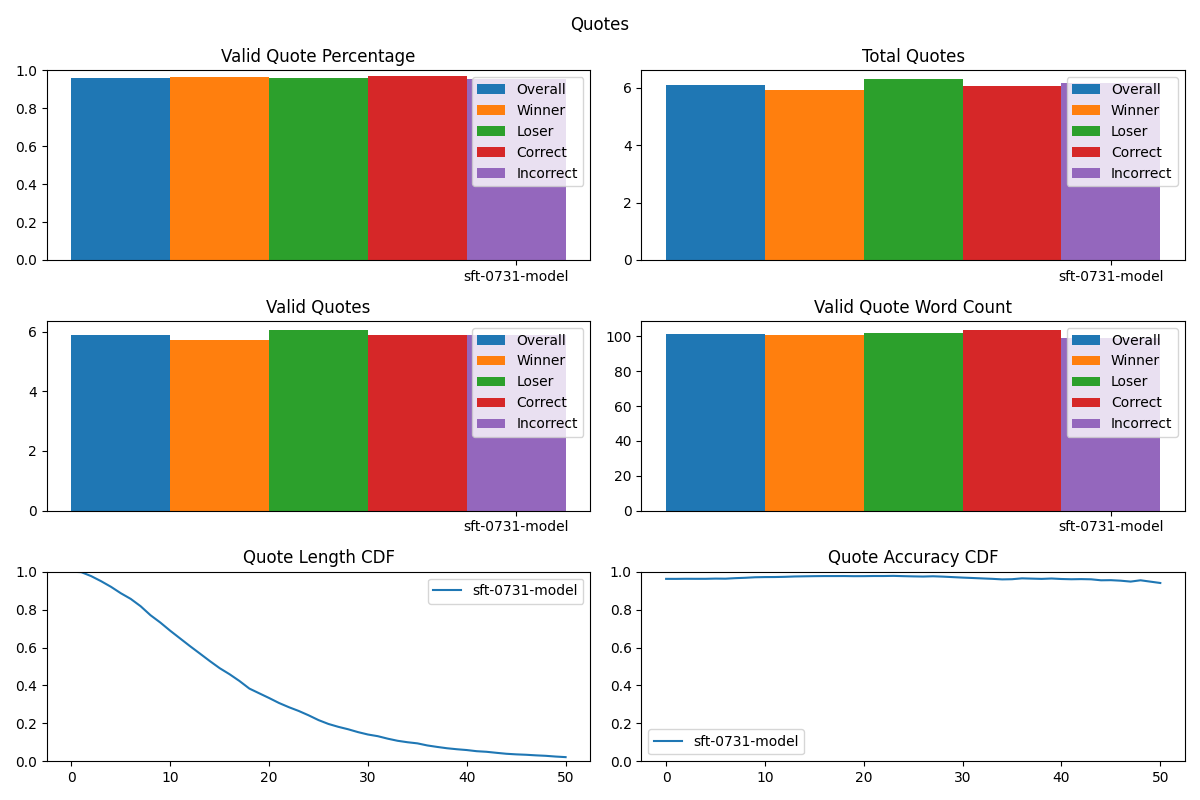 Quotes
Valid Quote Percentage
1.0
0.8
0.6
0.4
0.2
0.0
Overall
Winner
Loser
Correct
Incorrect
sft-0731-model
Total Quotes
6
4
2
0
Overall
Winner
Loser
Correct
Incorrect
sft-0731-model
Valid Quotes
6
4
2
0
Overall
Winner
Loser
Correct
Incorrect
sft-0731-model
Valid Quote Word Count
100
80
60
40
20
0
Overall
Winner
Loser
Correct
Incorrect
sft-0731-model
Quote Length CDF
1.0
0.8
0.6
0.4
0.2
0.0
sft-0731-model
0 10 20 30 40 50
Quote Accuracy CDF
1.0
0.8
0.6
0.4
0.2
0.0
sft-0731-model
0 10 20 30 40 50